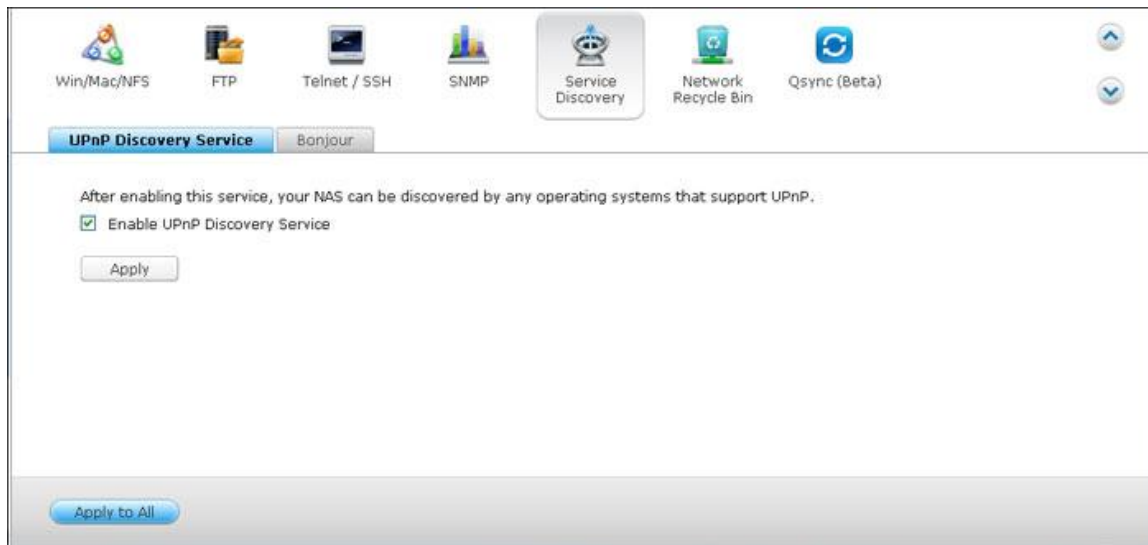 Win/Mac/NFS
FTP
Telnet / SSH
SNMP
Service
Discovery
Network
Recycle Bin
Qsync (Beta)
UPnP Discovery Service
Bonjour
After enabling this service, your NAS can be discovered by any operating systems that support UPnP.
Enable UPnP Discovery Service
Apply
Apply to All